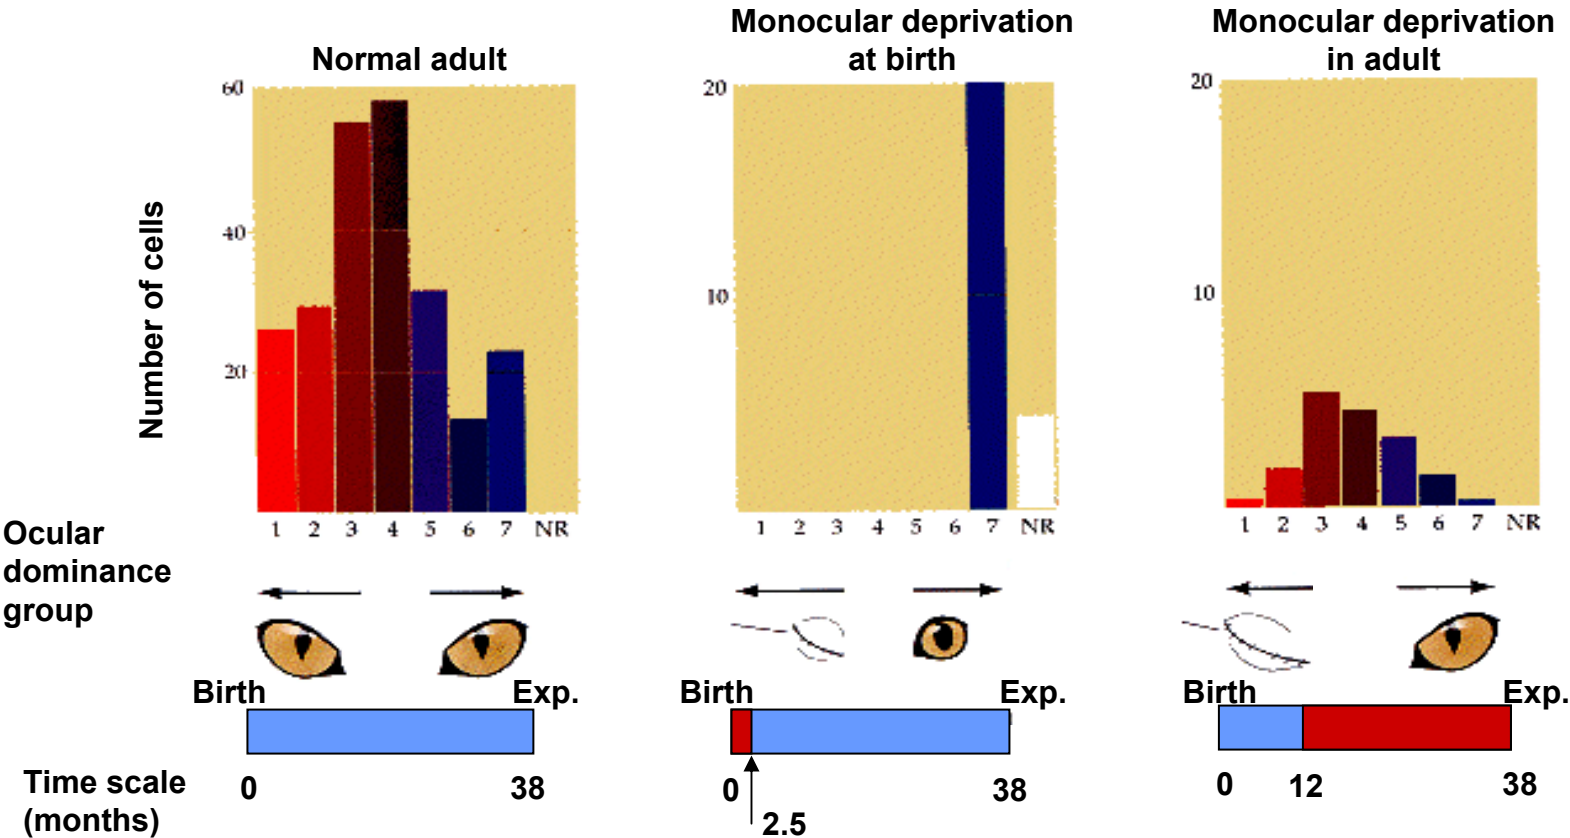 Normal adult
Monocular deprivation
at birth
Monocular deprivation
in adult
Number of cells
60
40
20
1 2 3 4 5 6 7 NR
20
10
1 2 3 4 5 6 7 NR
20
10
1 2 3 4 5 6 7 NR
Ocular
dominance
group
Birth Exp.
Birth Exp.
Birth Exp.
Time scale
(months)
0 38
0 2.5 38
0 12 38